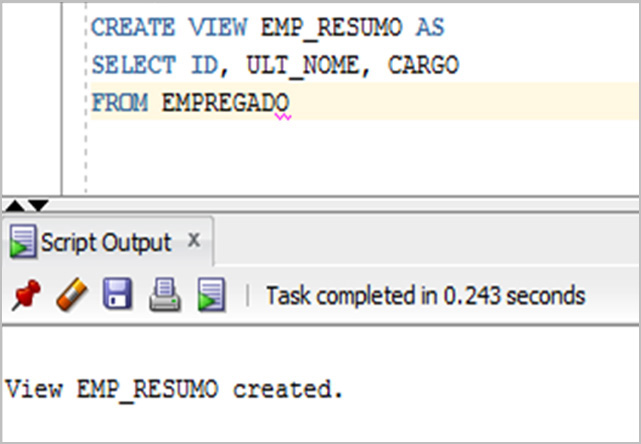 CREATE VIEW EMP_RESUMO AS
SELECT ID, ULT_NOME, CARGO
FROM EMPREGADO
Script Output x
Task completed in 0.243 seconds
View EMP_RESUMO created.